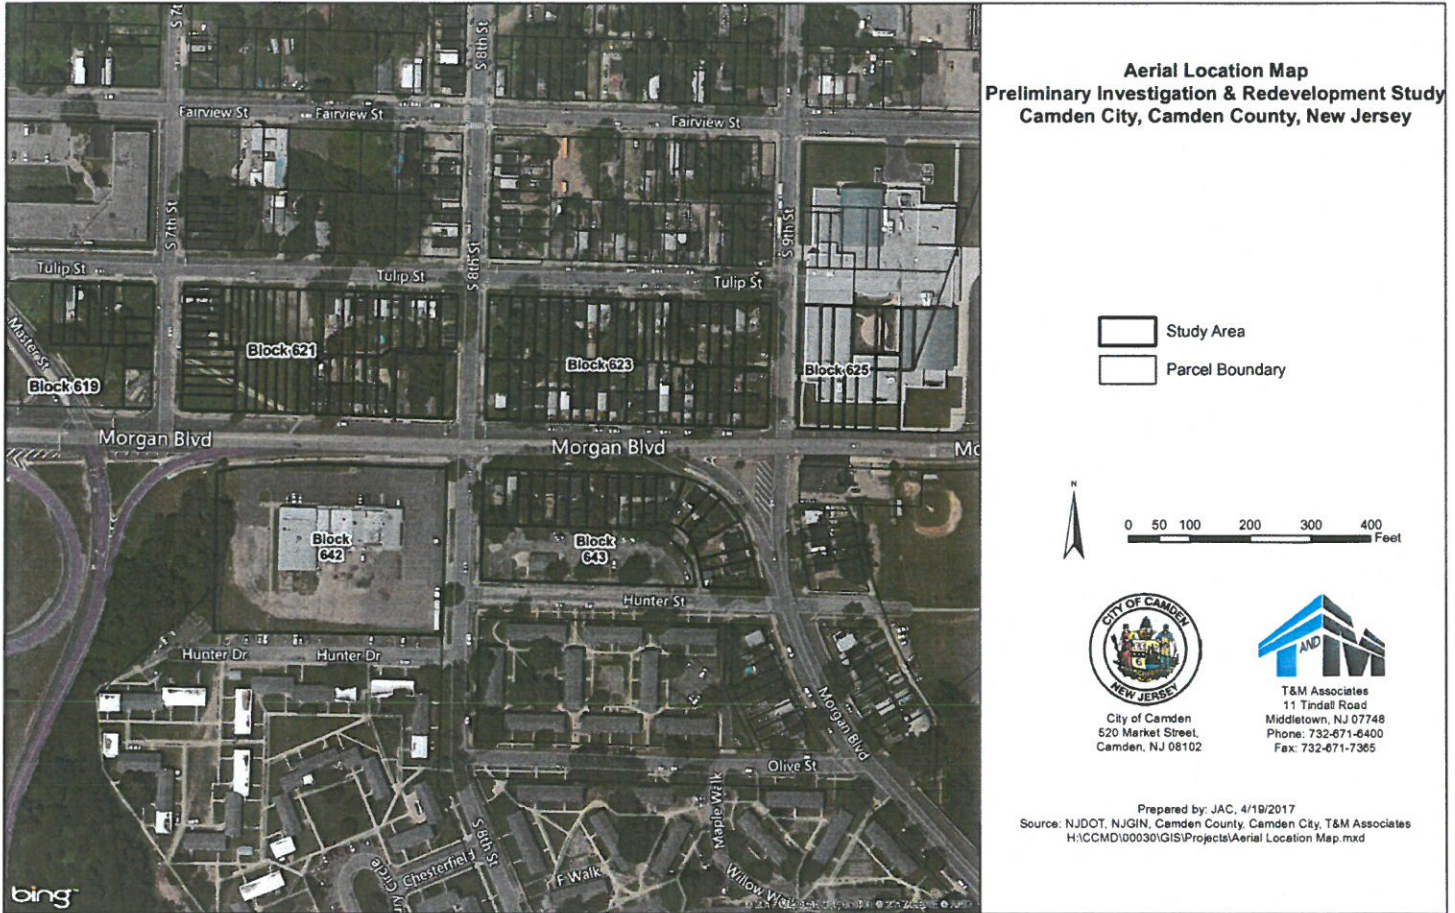 Aerial Location Map
Preliminary Investigation & Redevelopment Study
Camden City, Camden County, New Jersey
S 7t
S 8th St
Fairview St
Fairview St
Fairview St
S 7th St
S 8th St
S 9th St
Tulip St
Tulip St
Tulip St
Master St
Block 619
Block 621
Block 623
Block 625
Morgan Blvd
Morgan Blvd
Mo
Block
642
Block
643
Hunter St
Hunter Dr
Hunter Dr
Morgan Blvd
Olive St
Maple Walk
S 8th St
Chesterfield
Circle
F Walk
Willow W
bing
Study Area
Parcel Boundary
N
0 50 100 200 300 400
Feet
CITY OF CAMDEN
NEW JERSEY
City of Camden
520 Market Street,
Camden, NJ 08102
T AND M
T&M Associates
11 Tindall Road
Middletown, NJ 07748
Phone: 732-671-6400
Fax: 732-671-7365
Prepared by: JAC, 4/19/2017
Source: NJDOT, NJGIN, Camden County, Camden City, T&M Associates
H:\CCMD\00030\GIS\Projects\Aerial Location Map.mxd